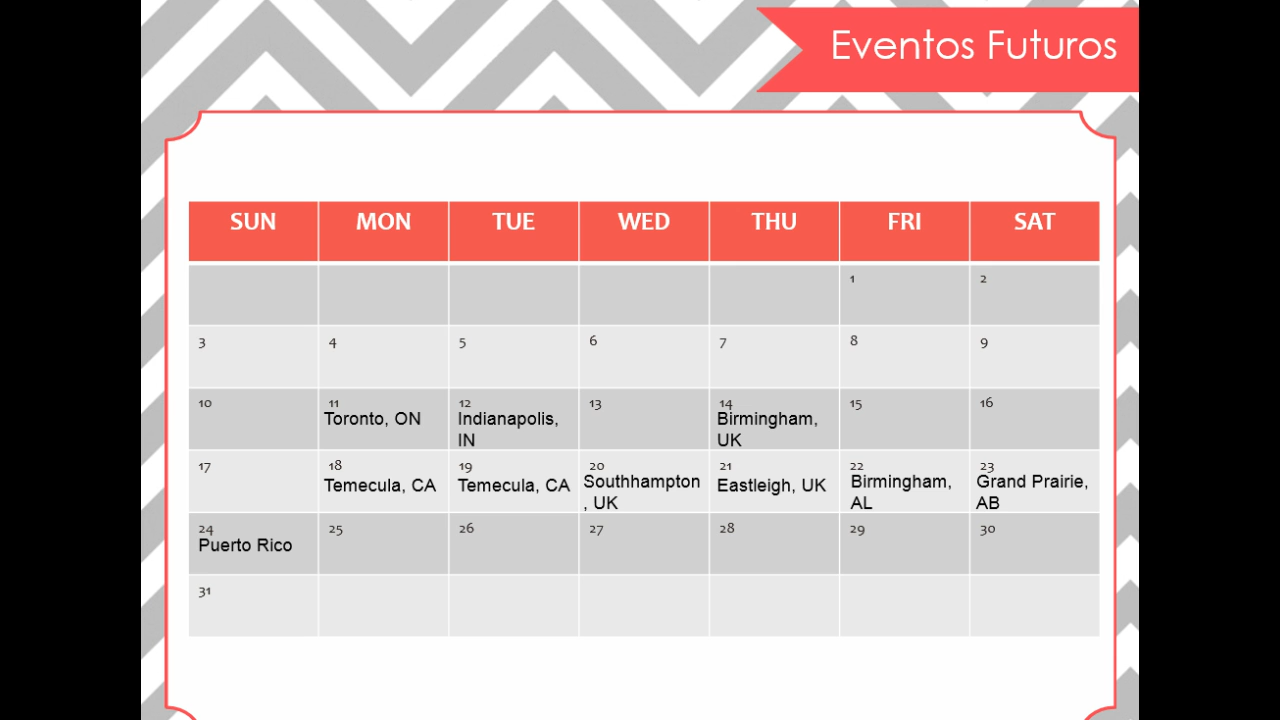 Eventos Futuros
SUN MON TUE WED THU FRI SAT
1 2
3 4 5 6 7 8 9
10 11 12 13 14 15 16
Toronto, ON Indianapolis, Birmingham,
IN UK
17 18 19 20 21 22 23
Temecula, CA Temecula, CA Southhampton Eastleigh, UK Birmingham, Grand Prairie,
, UK AL AB
24 25 26 27 28 29 30
Puerto Rico
31